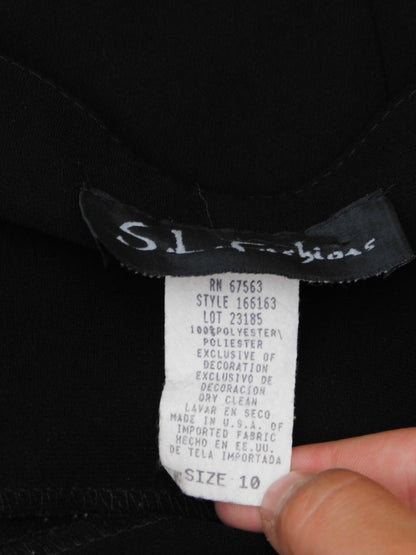 S.L. Fashions
RN 67563
STYLE 166163
LOT 23185
100%POLYESTER/
POLIESTER
EXCLUSIVE OF
DECORATION
EXCLUSIVO DE
DECORACION
DRY CLEAN
LAVAR EN SECO
MADE IN U.S.A. OF
IMPORTED FABRIC
HECHO EN EE.UU.
DE TELA IMPORTADA
SIZE 10